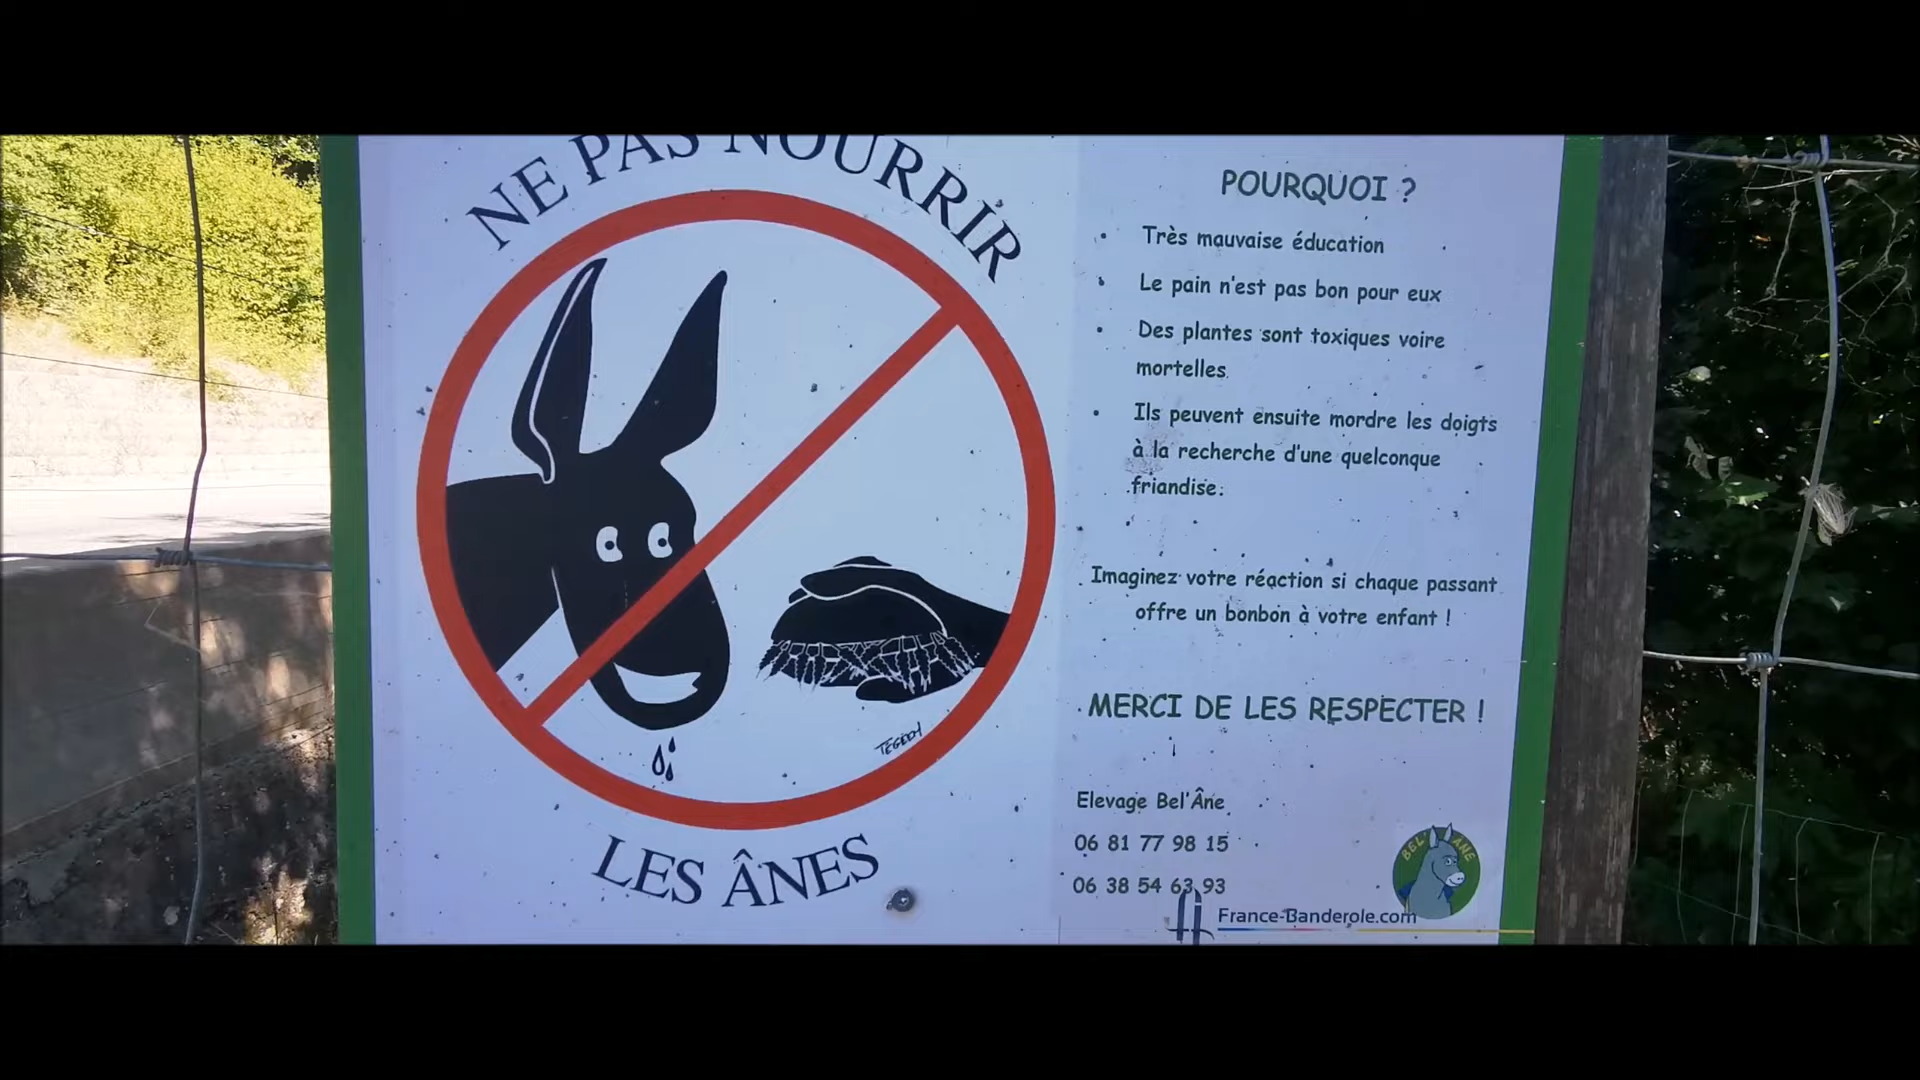 NE PAS NOURRIR
LES ÂNES
POURQUOI ?
• Très mauvaise éducation
• Le pain n'est pas bon pour eux
• Des plantes sont toxiques voire
mortelles.
• Ils peuvent ensuite mordre les doigts
à la recherche d'une quelconque
friandise.
Imaginez votre réaction si chaque passant
offre un bonbon à votre enfant !
MERCI DE LES RESPECTER !
Elevage Bel'Âne
06 81 77 98 15
06 38 54 63 93
BEL'ANE
France-Banderole.com